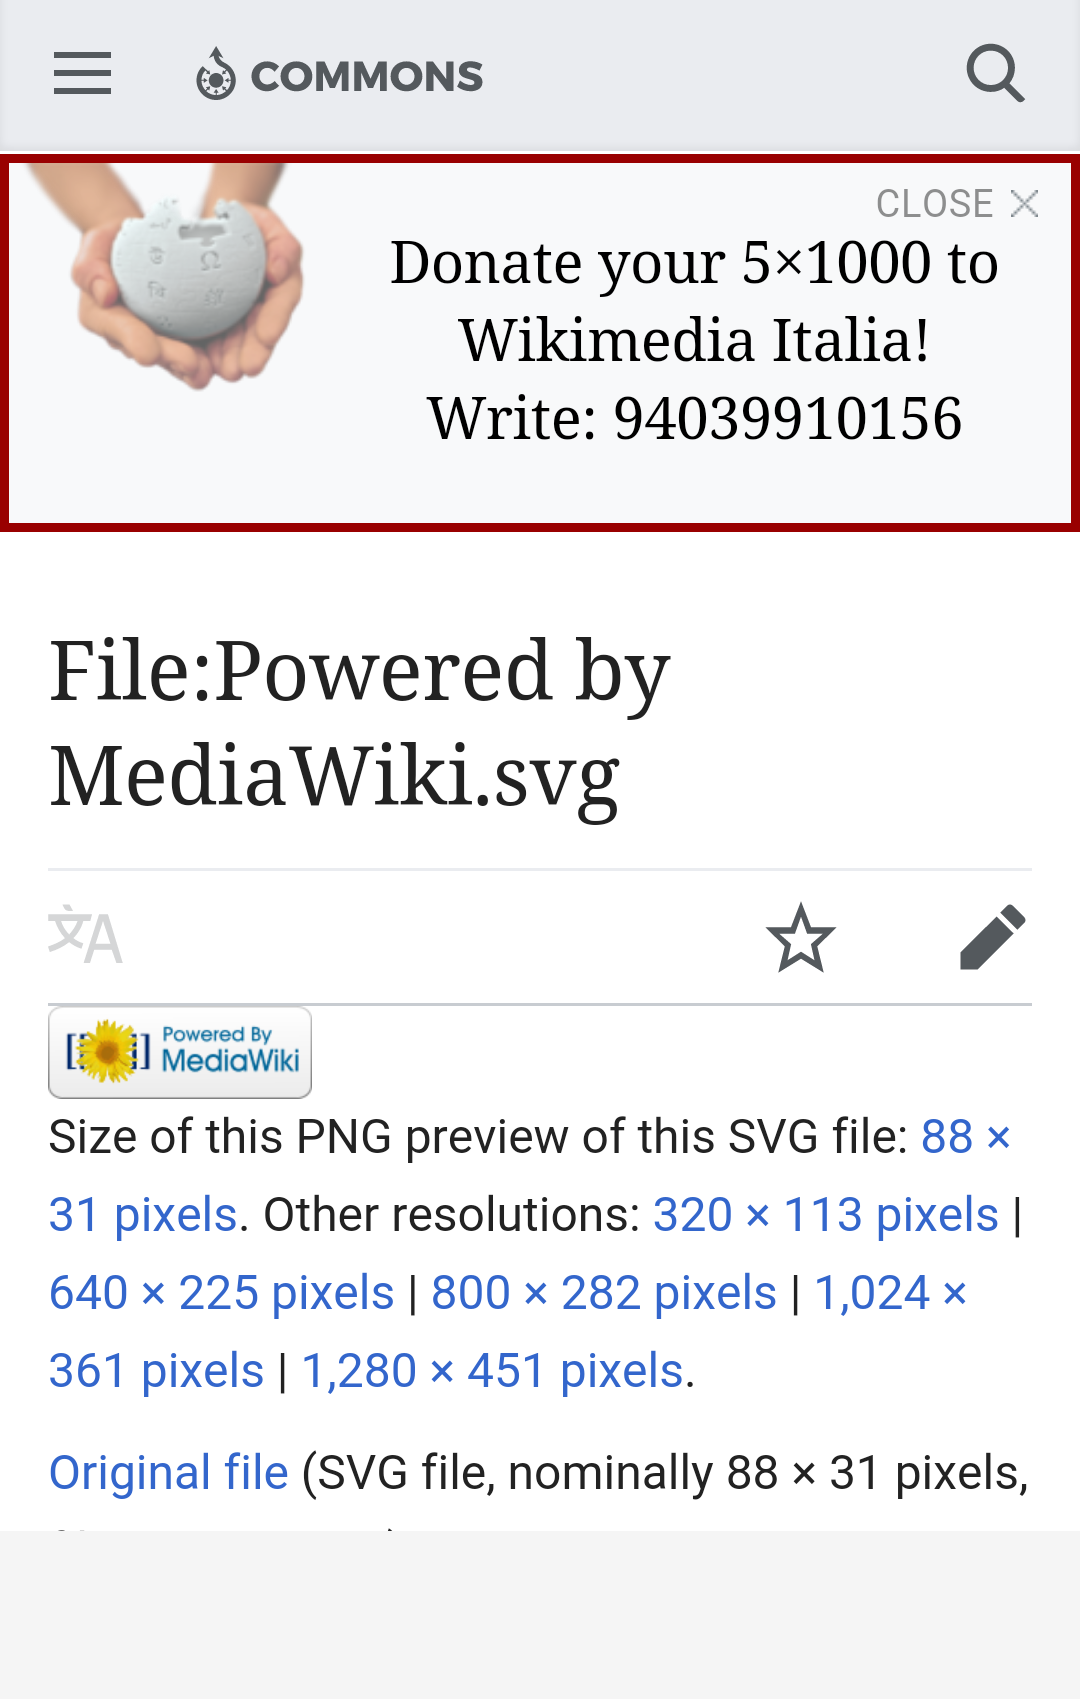 COMMONS
CLOSE
Donate your 5×1000 to
Wikimedia Italia!
Write: 94039910156
File:Powered by
MediaWiki.svg
Powered By
MediaWiki
Size of this PNG preview of this SVG file: 88 ×
31 pixels. Other resolutions: 320 × 113 pixels |
640 × 225 pixels | 800 × 282 pixels | 1,024 ×
361 pixels | 1,280 × 451 pixels.
Original file (SVG file, nominally 88 × 31 pixels,